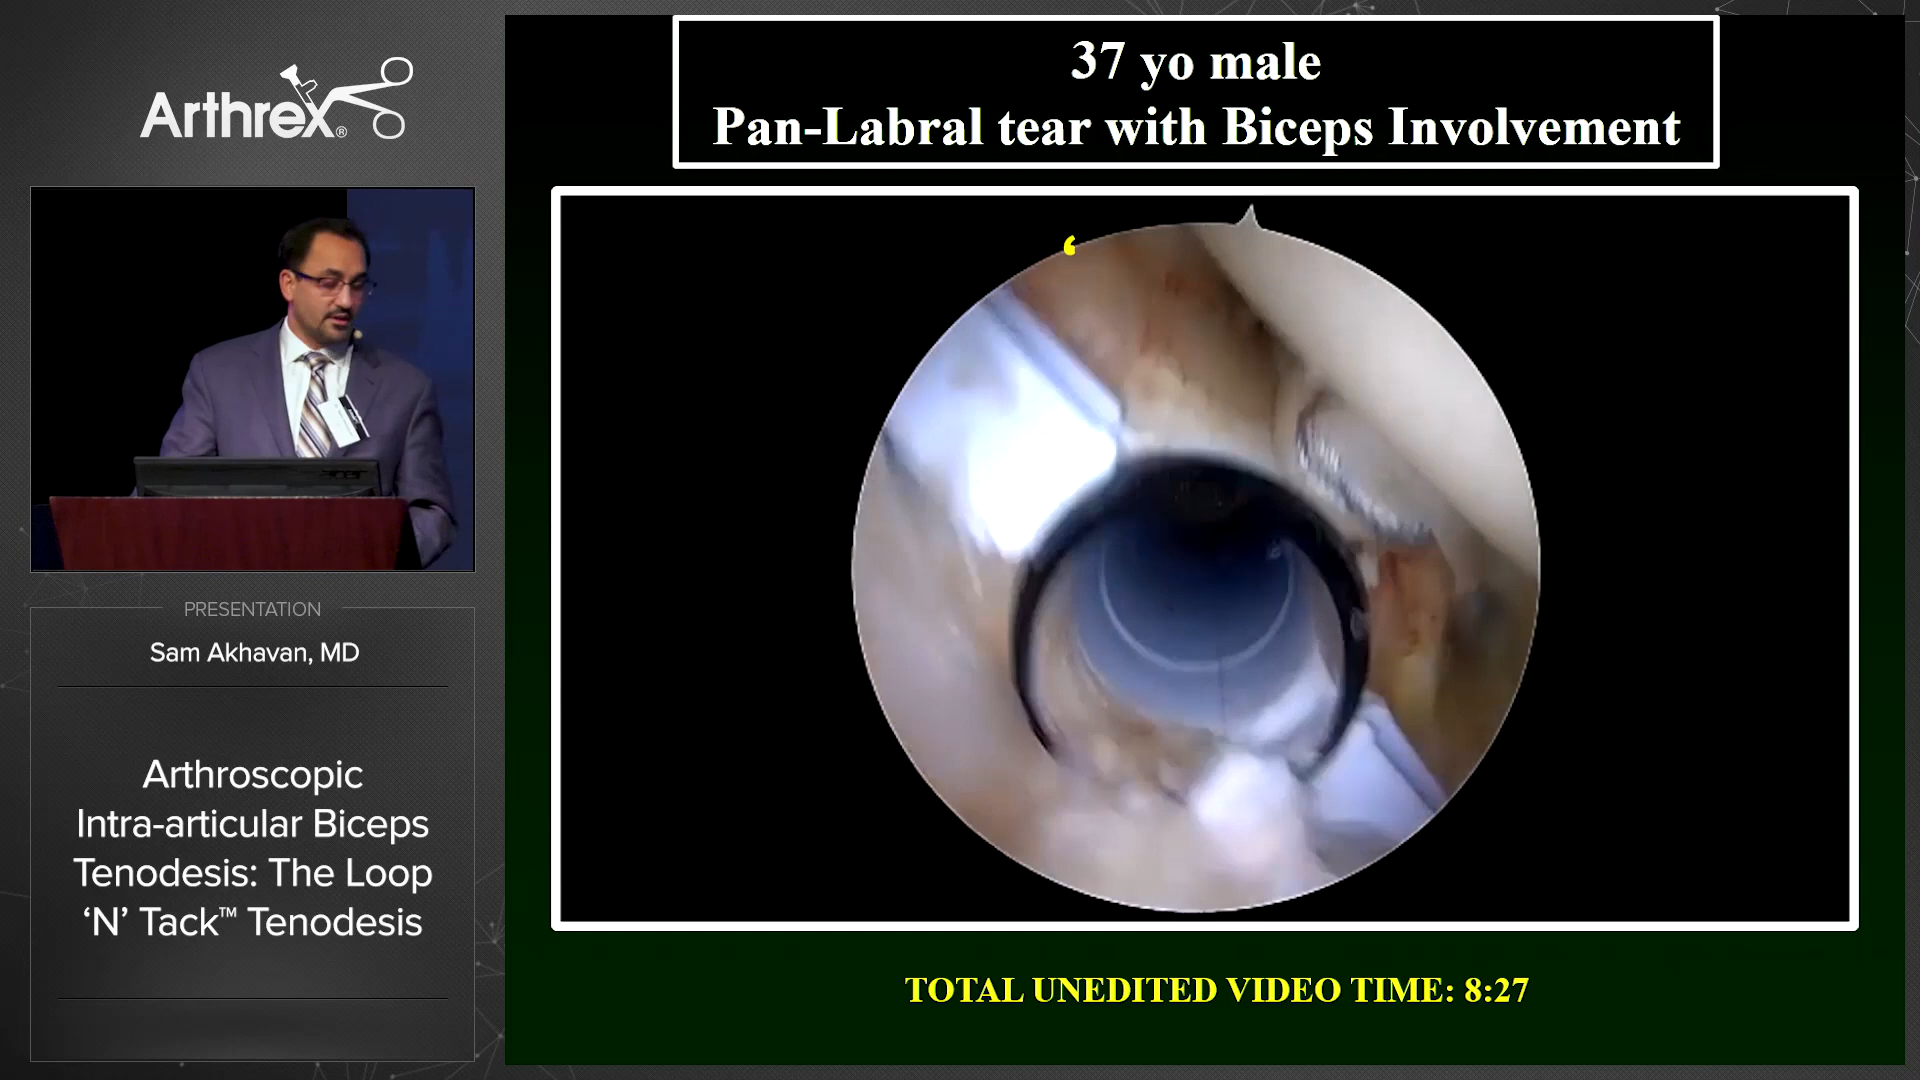 Arthrex®
PRESENTATION
Sam Akhavan, MD
Arthroscopic
Intra-articular Biceps
Tenodesis: The Loop
‘N’ Tack™ Tenodesis
37 yo male
Pan-Labral tear with Biceps Involvement
‘
TOTAL UNEDITED VIDEO TIME: 8:27